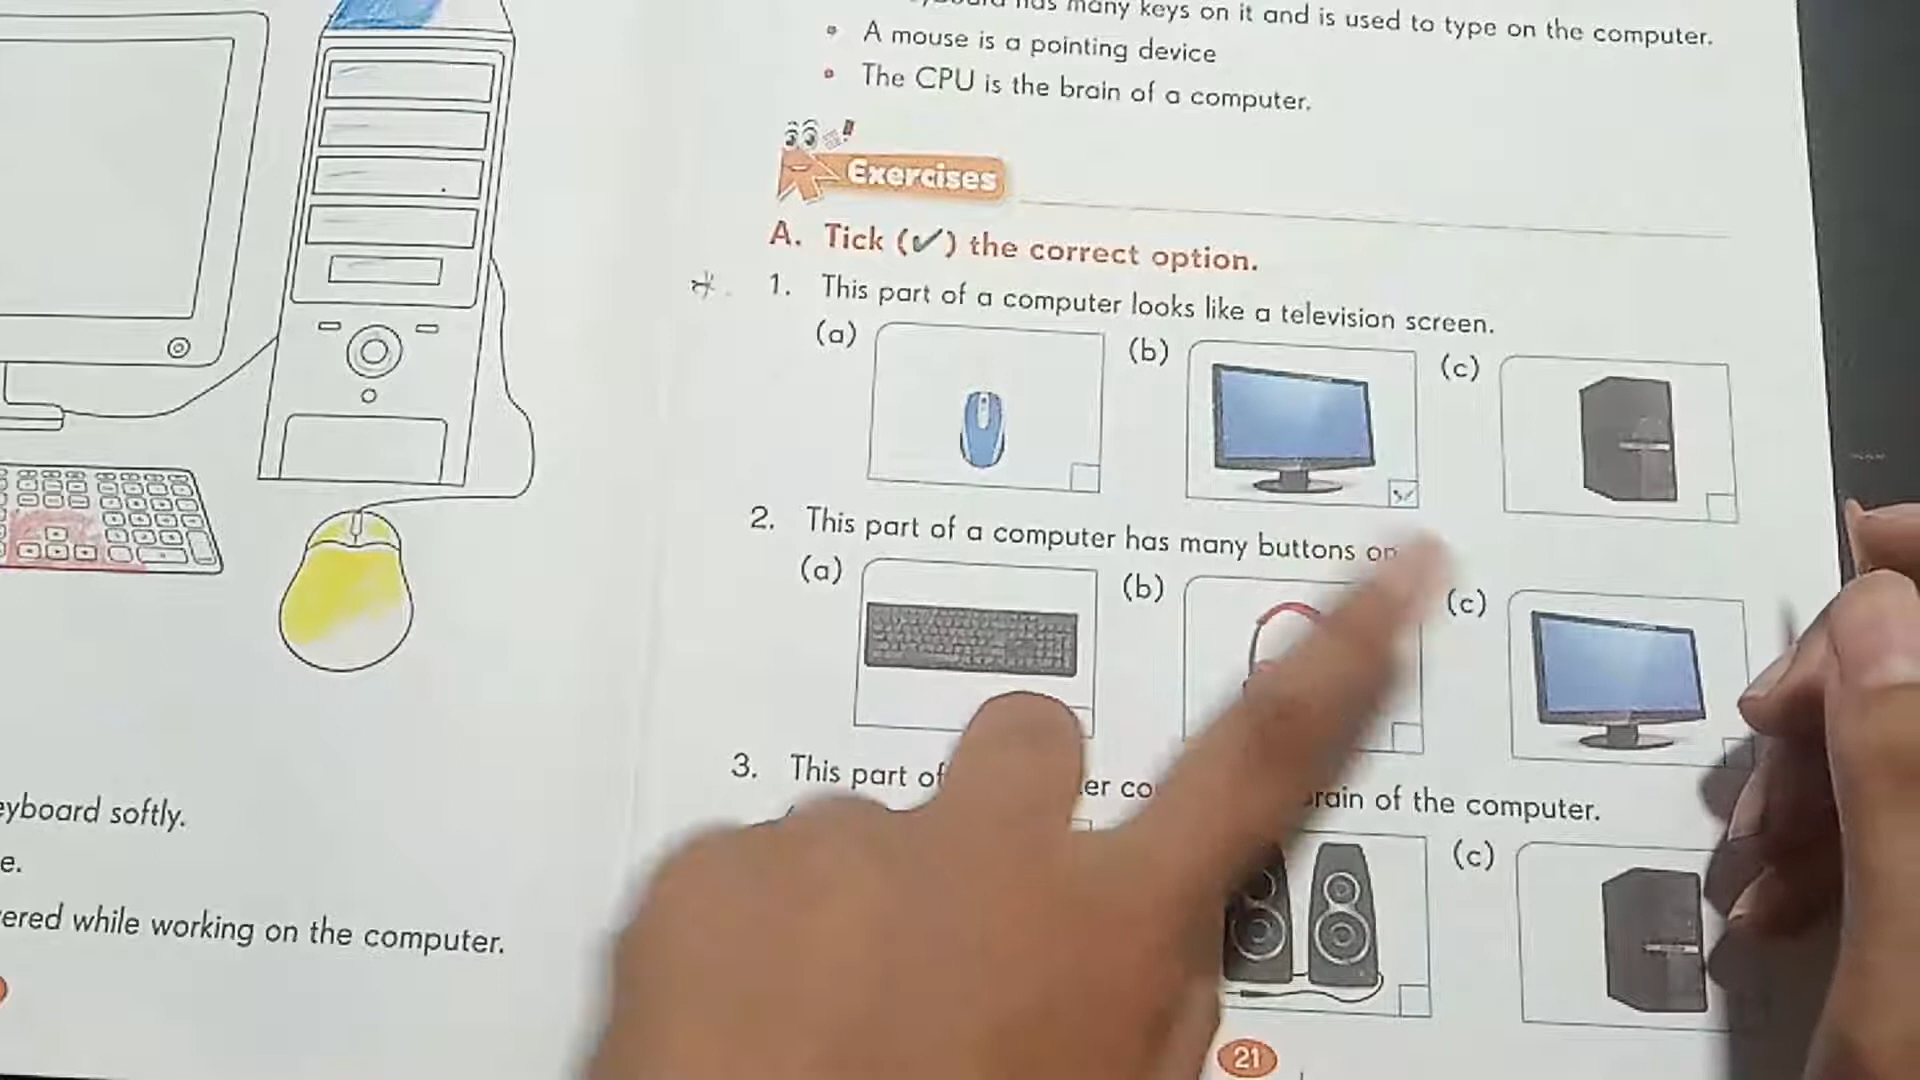 eyboard softly.
e.
ered while working on the computer.
has many keys on it and is used to type on the computer.
A mouse is a pointing device
The CPU is the brain of a computer.
Exercises
A. Tick (✓) the correct option.
1. This part of a computer looks like a television screen.
(a) (b) (c)
2. This part of a computer has many buttons on
(a) (b) (c)
3. This part of er co rain of the computer.
(c)
21